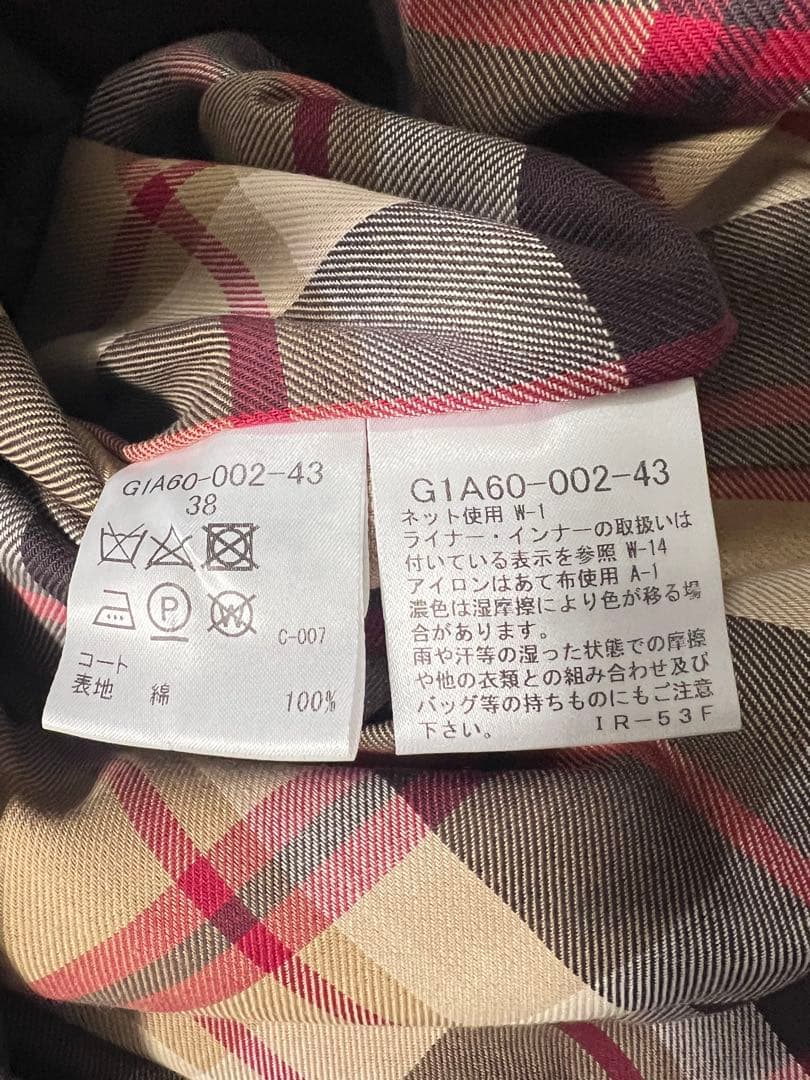 G1A60-002-43
38
P W
C-007
コート
表地 綿 100%
G1A60-002-43
ネット使用 W-1
ライナー・インナーの取扱いは
付いている表示を参照 W-14
アイロンはあて布使用 A-1
濃色は湿摩擦により色が移る場
合があります。
雨や汗等の湿った状態での摩擦
や他の衣類との組み合わせ及び
バッグ等の持ちものにもご注意
下さい。 IR-53F